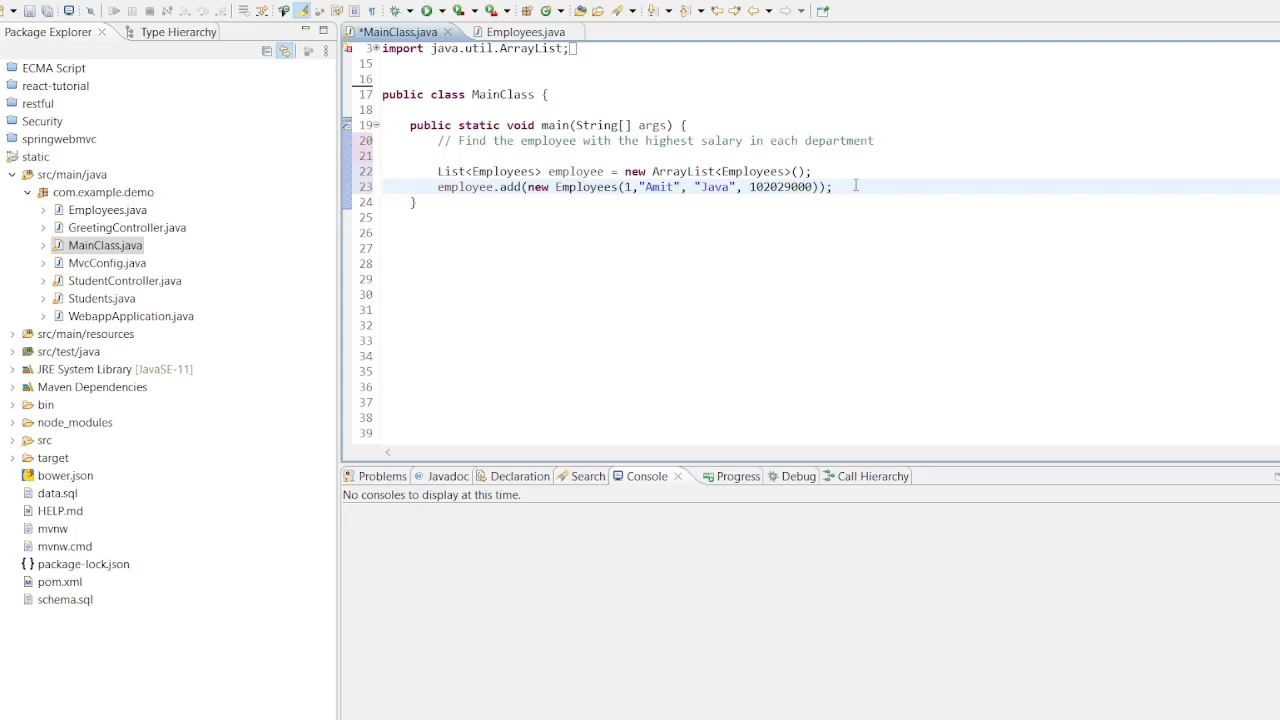 Package Explorer
Type Hierarchy
ECMA Script
react-tutorial
restful
Security
springwebmvc
static
src/main/java
com.example.demo
Employees.java
GreetingController.java
MainClass.java
MvcConfig.java
StudentController.java
Students.java
WebappApplication.java
src/main/resources
src/test/java
JRE System Library [JavaSE-11]
Maven Dependencies
bin
node_modules
src
target
bower.json
data.sql
HELP.md
mvnw
mvnw.cmd
package-lock.json
pom.xml
schema.sql
*MainClass.java
Employees.java
3 import java.util.ArrayList;
15
16
17 public class MainClass {
18
19 public static void main(String[] args) {
20 // Find the employee with the highest salary in each department
21
22 List<Employees> employee = new ArrayList<Employees>();
23 employee.add(new Employees(1,"Amit", "Java", 102029000));
24 }
25
26
27
28
29
30
31
32
33
34
35
36
37
38
39
Problems
Javadoc
Declaration
Search
Console
Progress
Debug
Call Hierarchy
No consoles to display at this time.